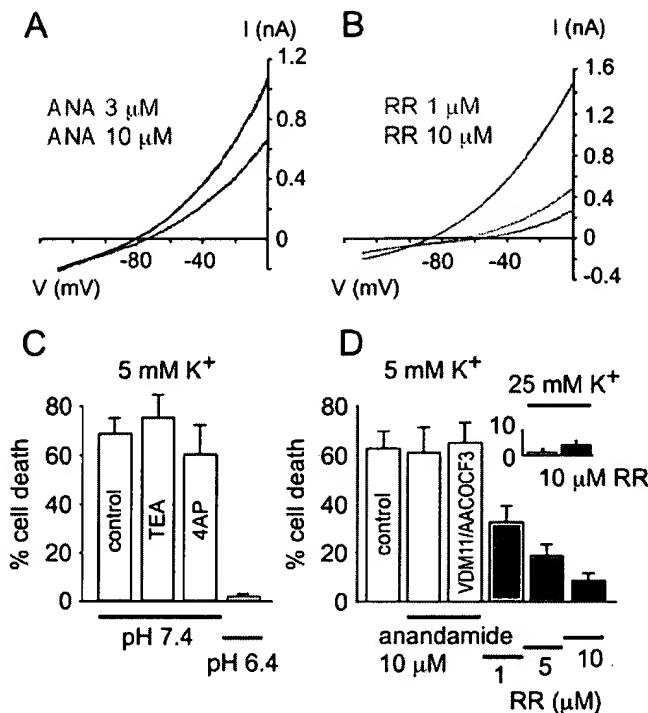 A
I (nA)
1.2
0.8
0.4
0
-80
-40
V (mV)
ANA 3 µM
ANA 10 µM
B
I (nA)
1.6
1.2
0.8
0.4
0
-0.4
-80
-40
V (mV)
RR 1 µM
RR 10 µM
C
5 mM K+
% cell death
80
60
40
20
0
control
TEA
4AP
pH 7.4
pH 6.4
D
5 mM K+
25 mM K+
% cell death
80
60
40
20
0
10
0
10 µM RR
control
VDM11/AACOCF3
anandamide
10 µM
1
5
10
RR (µM)